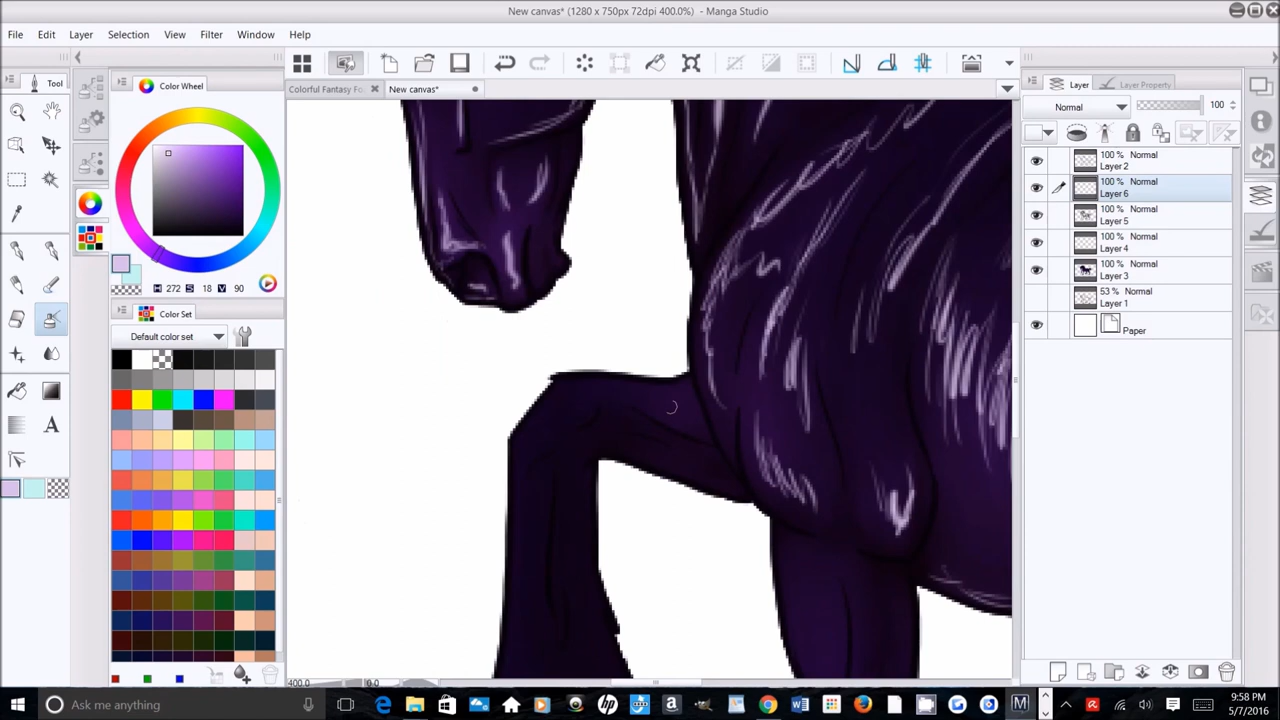 New canvas* (1280 x 750px 72dpi 400.0%) - Manga Studio
File Edit Layer Selection View Filter Window Help
Tool
Color Wheel
Colorful Fantasy Fo
New canvas*
Layer
Layer Property
Normal
100
H 272 S 18 V 90
Color Set
Default color set
100 % Normal
Layer 2
100 % Normal
Layer 6
100 % Normal
Layer 5
100 % Normal
Layer 4
100 % Normal
Layer 3
53 % Normal
Layer 1
Paper
400.0 0.0
Ask me anything
9:58 PM
5/7/2016